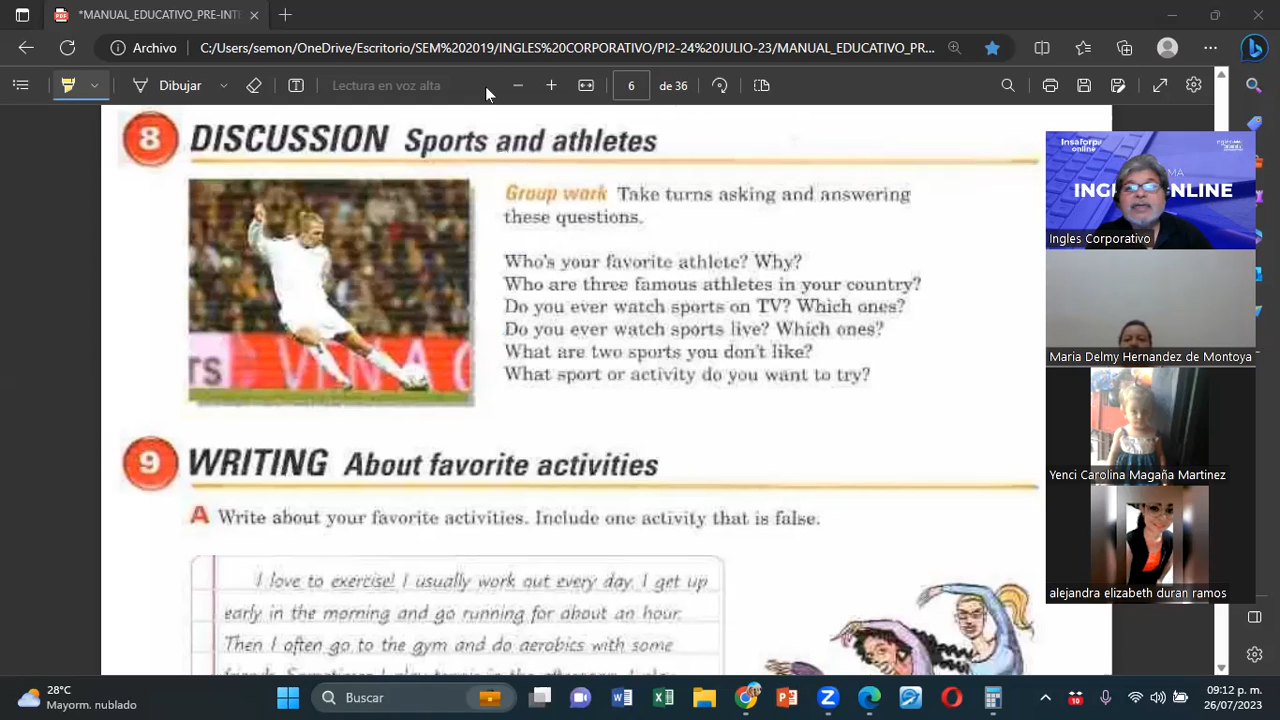 *MANUAL_EDUCATIVO_PRE-INT
Archivo
C:/Users/semon/OneDrive/Escritorio/SEM%202019/INGLES%20CORPORATIVO/PI2-24%20JULIO-23/MANUAL_EDUCATIVO_PR...
Dibujar
Lectura en voz alta
6
de 36
8 DISCUSSION Sports and athletes
Group work Take turns asking and answering
these questions.
Who's your favorite athlete? Why?
Who are three famous athletes in your country?
Do you ever watch sports on TV? Which ones?
Do you ever watch sports live? Which ones?
What are two sports you don't like?
What sport or activity do you want to try?
9 WRITING About favorite activities
A Write about your favorite activities. Include one activity that is false.
I love to exercise! I usually work out every day. I get up
early in the morning and go running for about an hour.
Then I often go to the gym and do aerobics with some
Insaforp
online
Ingles Corporativo
Maria Delmy Hernandez de Montoya
Yenci Carolina Magaña Martinez
alejandra elizabeth duran ramos
28°C
Mayorm. nublado
Buscar
10
09:12 p. m.
26/07/2023